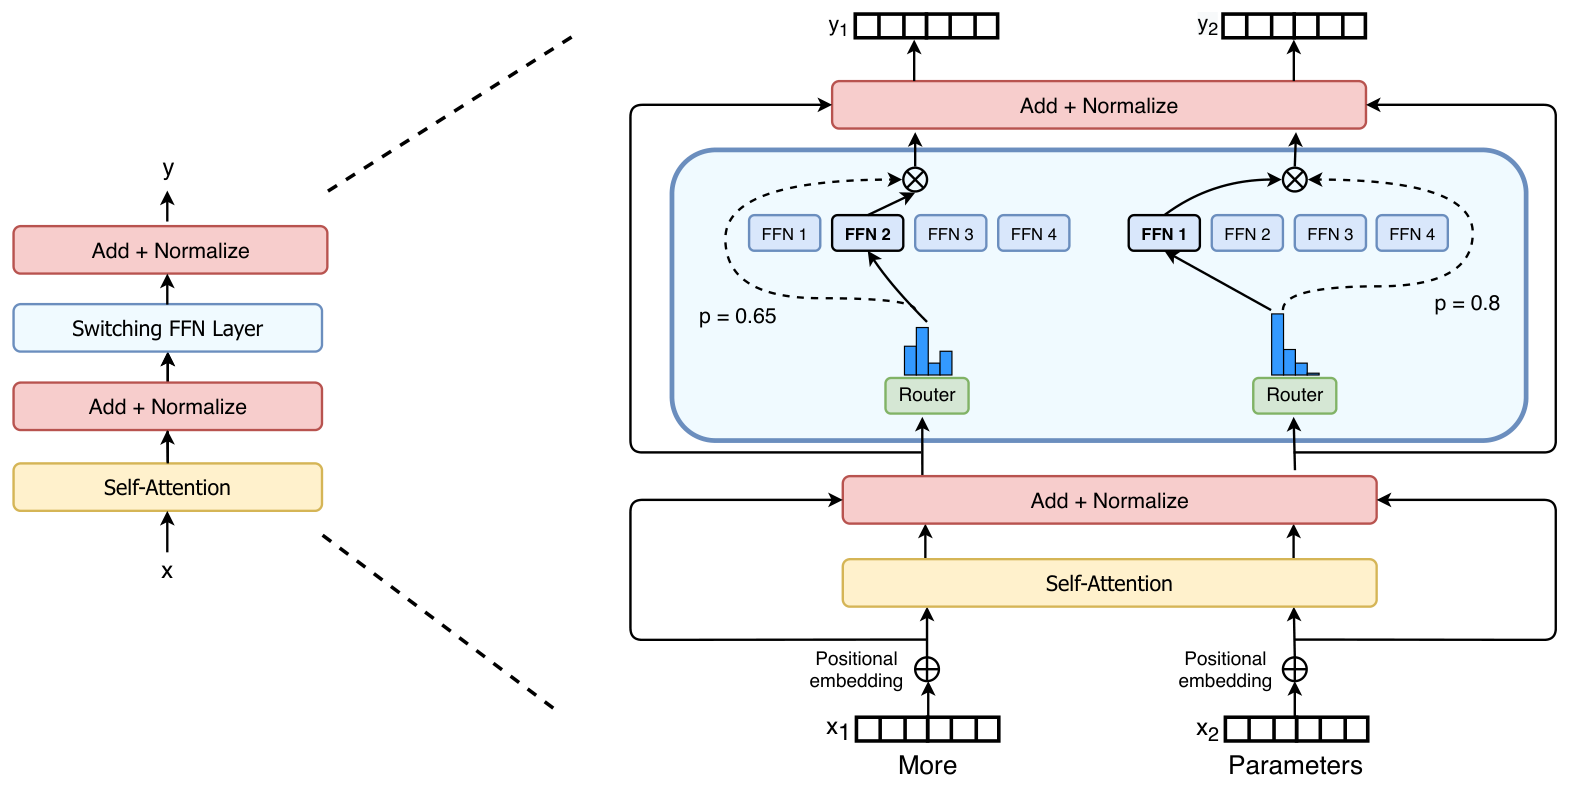 y
Add + Normalize
Switching FFN Layer
Add + Normalize
Self-Attention
x
y1 y2
Add + Normalize
FFN 1 FFN 2 FFN 3 FFN 4 FFN 1 FFN 2 FFN 3 FFN 4
p = 0.65 p = 0.8
Router Router
Add + Normalize
Self-Attention
Positional
embedding
Positional
embedding
x1 x2
More Parameters